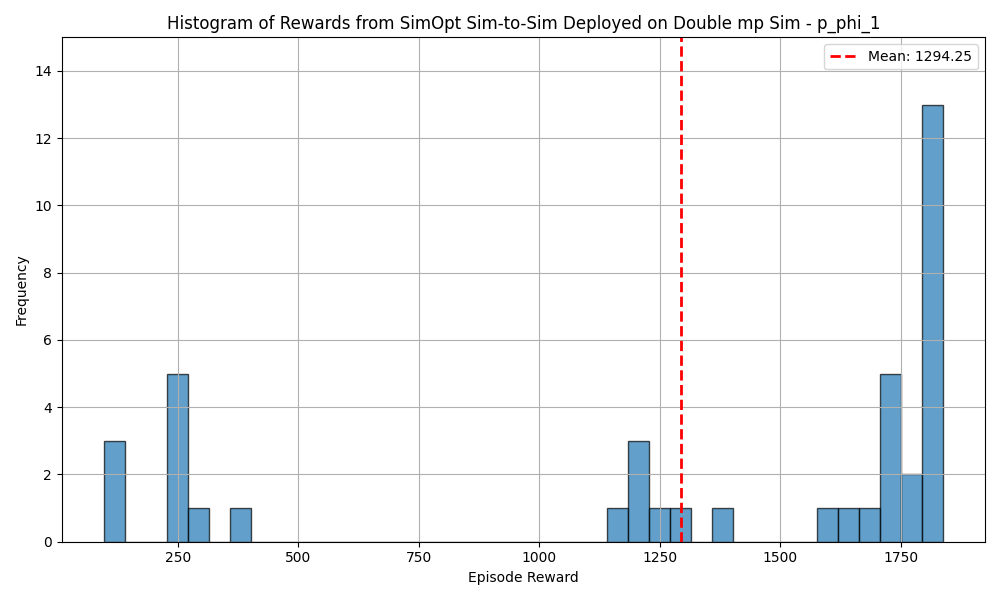 Histogram of Rewards from SimOpt Sim-to-Sim Deployed on Double mp Sim - p_phi_1
Mean: 1294.25
Frequency
14
12
10
8
6
4
2
0
250 500 750 1000 1250 1500 1750
Episode Reward